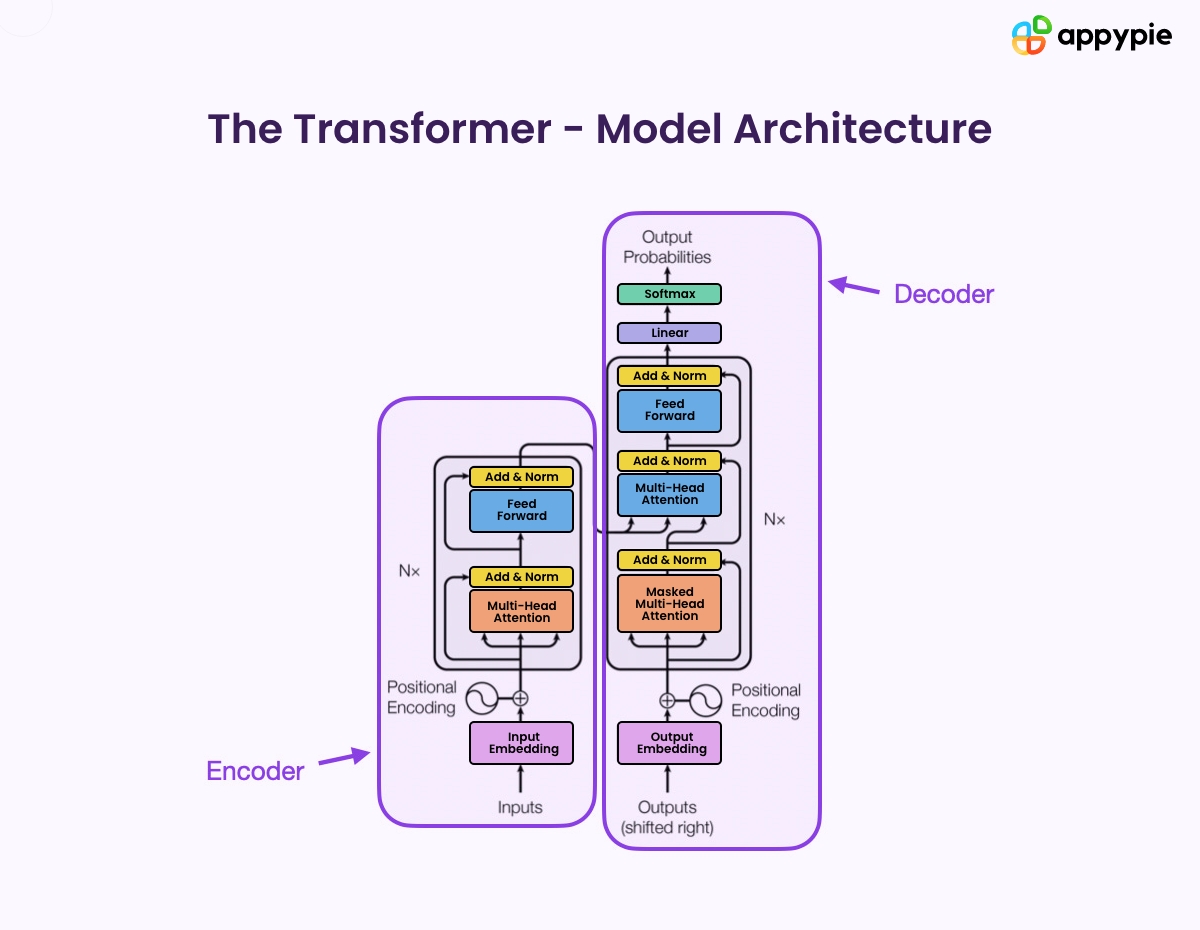 appypie
The Transformer - Model Architecture
Output
Probabilities
Softmax
Linear
Add & Norm
Feed
Forward
Add & Norm
Multi-Head
Attention
Nx
Add & Norm
Masked
Multi-Head
Attention
Positional
Encoding
Output
Embedding
Outputs
(shifted right)
Decoder
Add & Norm
Feed
Forward
Nx
Add & Norm
Multi-Head
Attention
Positional
Encoding
Input
Embedding
Inputs
Encoder